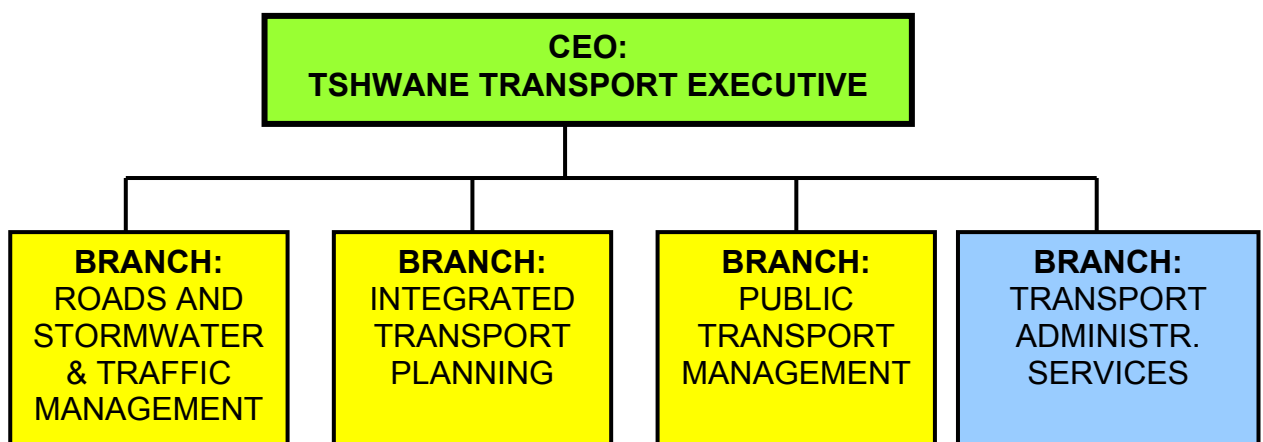 CEO:
TSHWANE TRANSPORT EXECUTIVE
BRANCH:
ROADS AND
STORMWATER
& TRAFFIC
MANAGEMENT
BRANCH:
INTEGRATED
TRANSPORT
PLANNING
BRANCH:
PUBLIC
TRANSPORT
MANAGEMENT
BRANCH:
TRANSPORT
ADMINISTR.
SERVICES